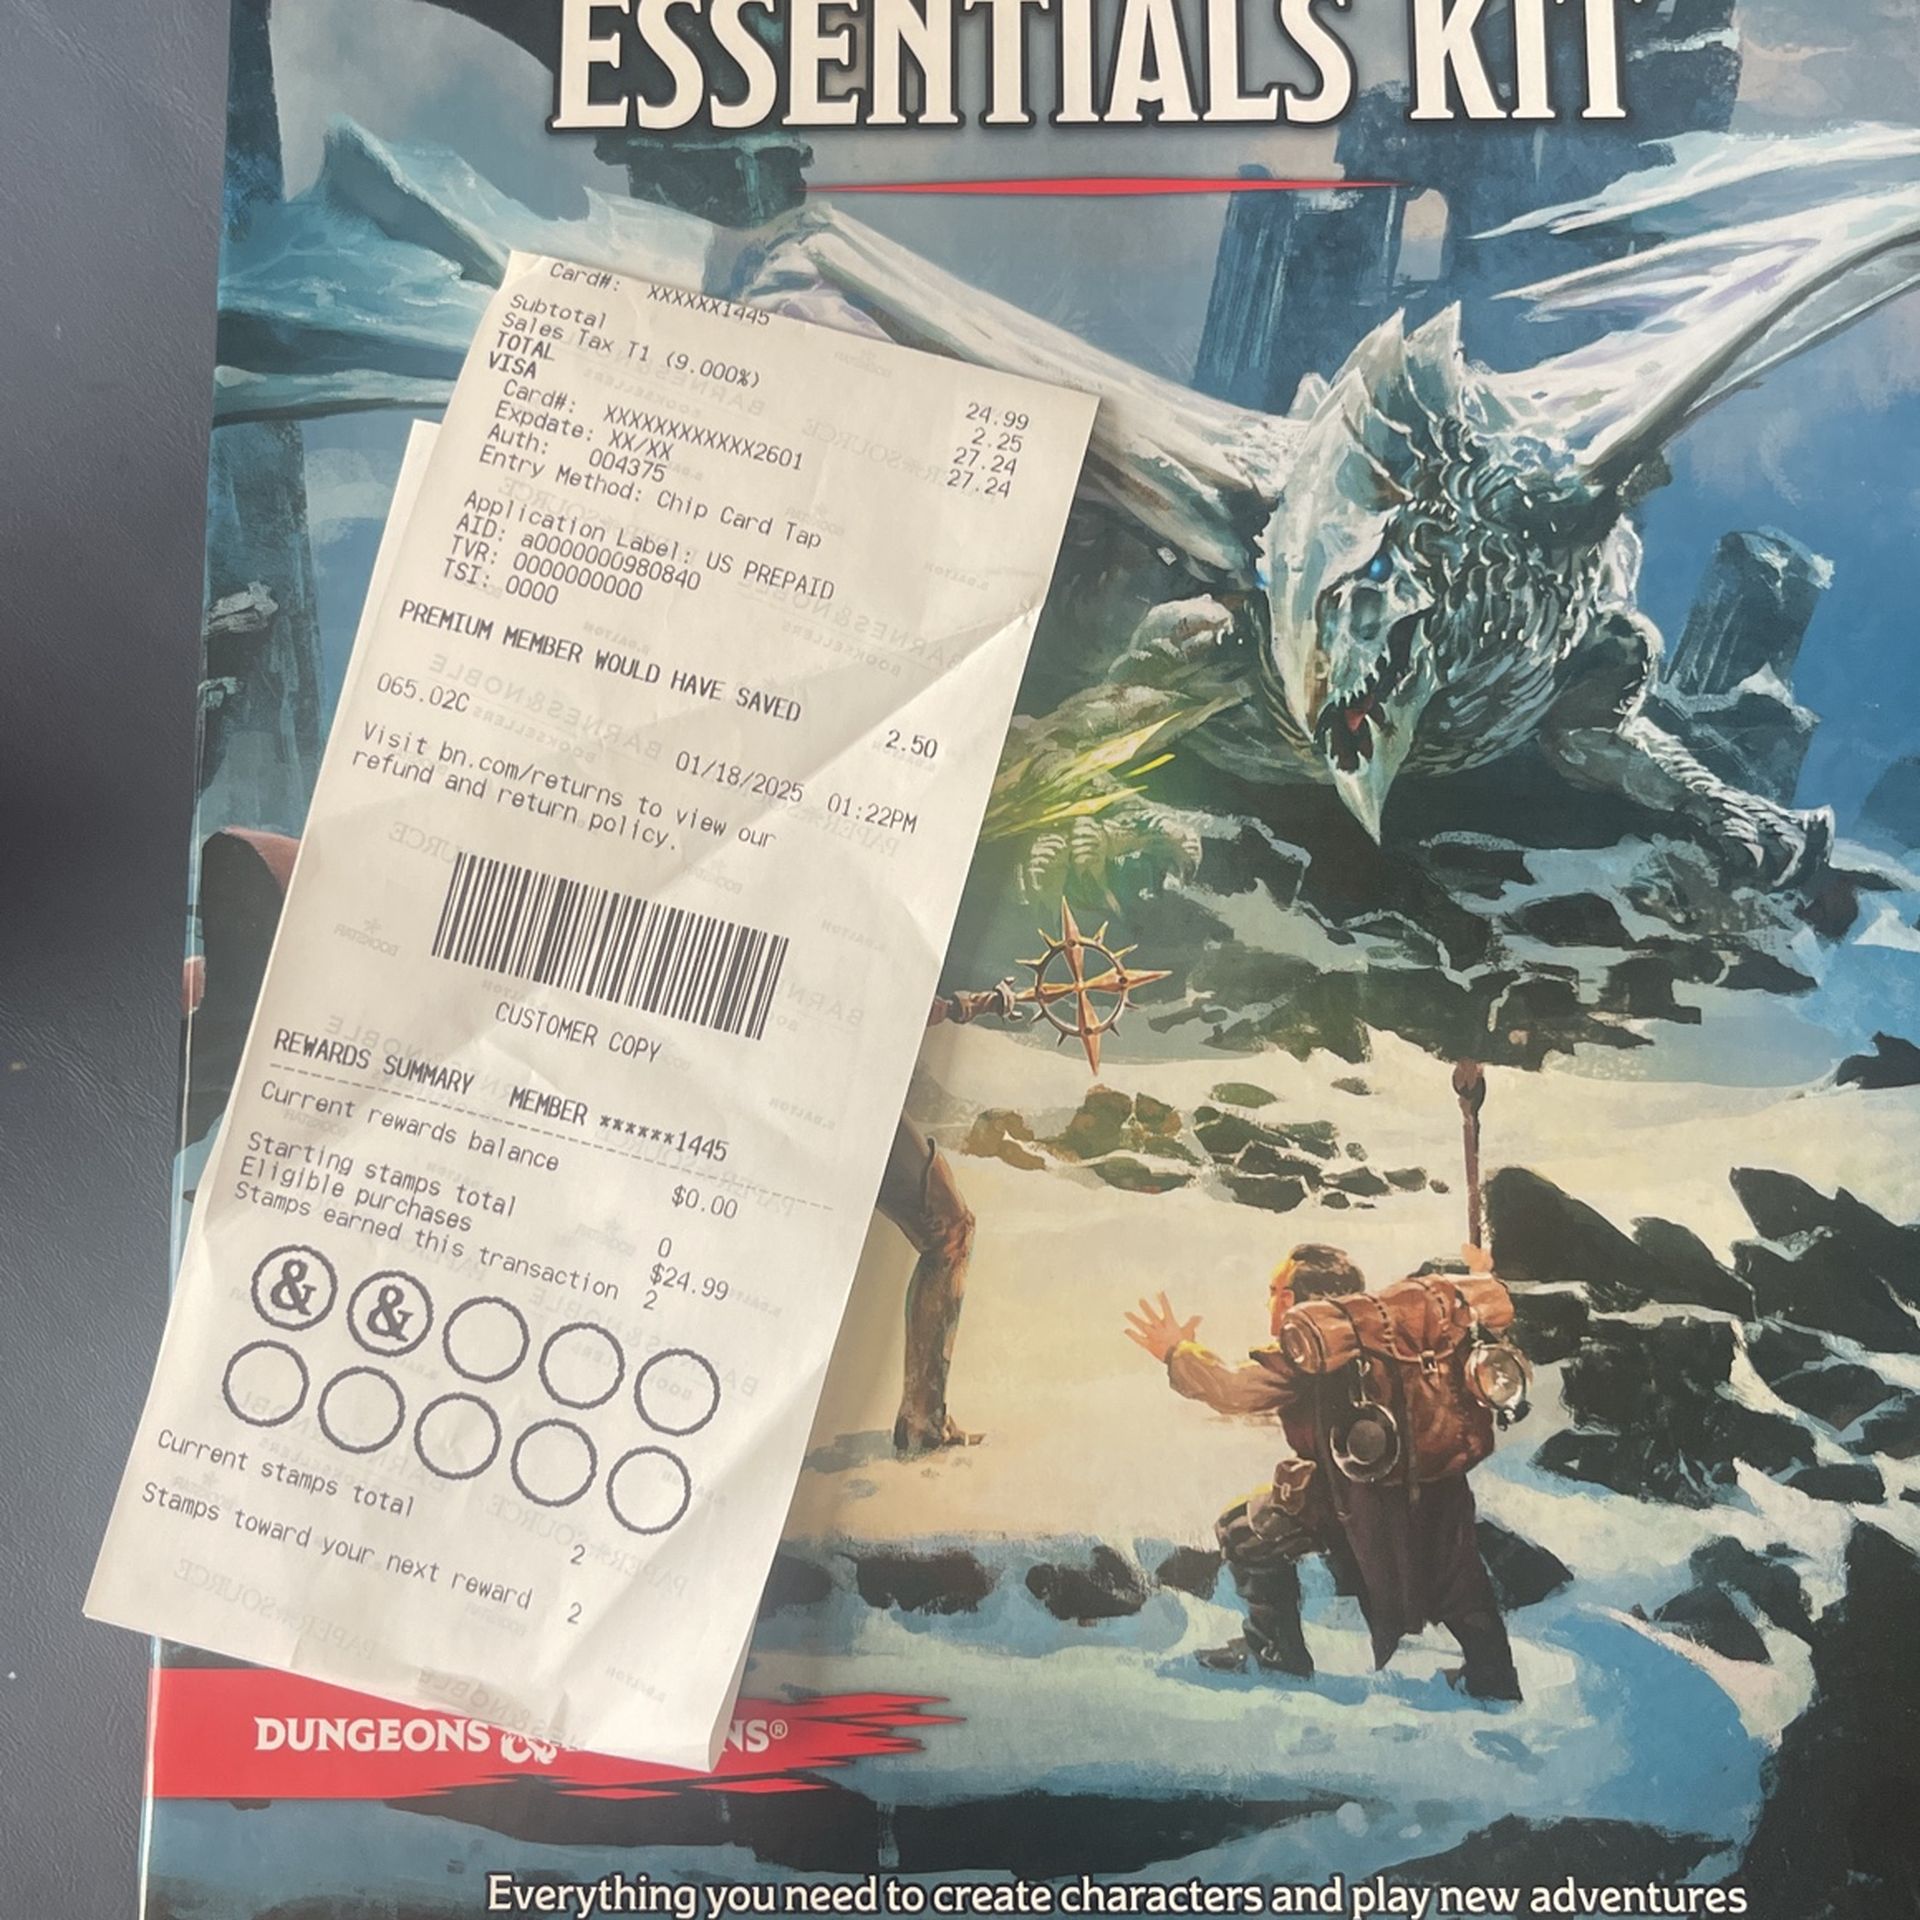 ESSENTIALS KIT
Card#: XXXXXX1445
Subtotal 24.99
Sales Tax T1 (9.000%) 2.25
TOTAL 27.24
VISA 27.24
Card#: XXXXXXXXXXXX2601
Expdate: XX/XX
Auth: 004375
Entry Method: Chip Card Tap
Application Label: US PREPAID
AID: a0000000980840
TVR: 0000000000
TSI: 0000
PREMIUM MEMBER WOULD HAVE SAVED 2.50
065.02C 01/18/2025 01:22PM
Visit bn.com/returns to view our
refund and return policy.
CUSTOMER COPY
REWARDS SUMMARY MEMBER ******1445
Current rewards balance $0.00
Starting stamps total 0
Eligible purchases $24.99
Stamps earned this transaction 2
& &
Current stamps total 2
Stamps toward your next reward 2
DUNGEONS & NS®
Everything you need to create characters and play new adventures